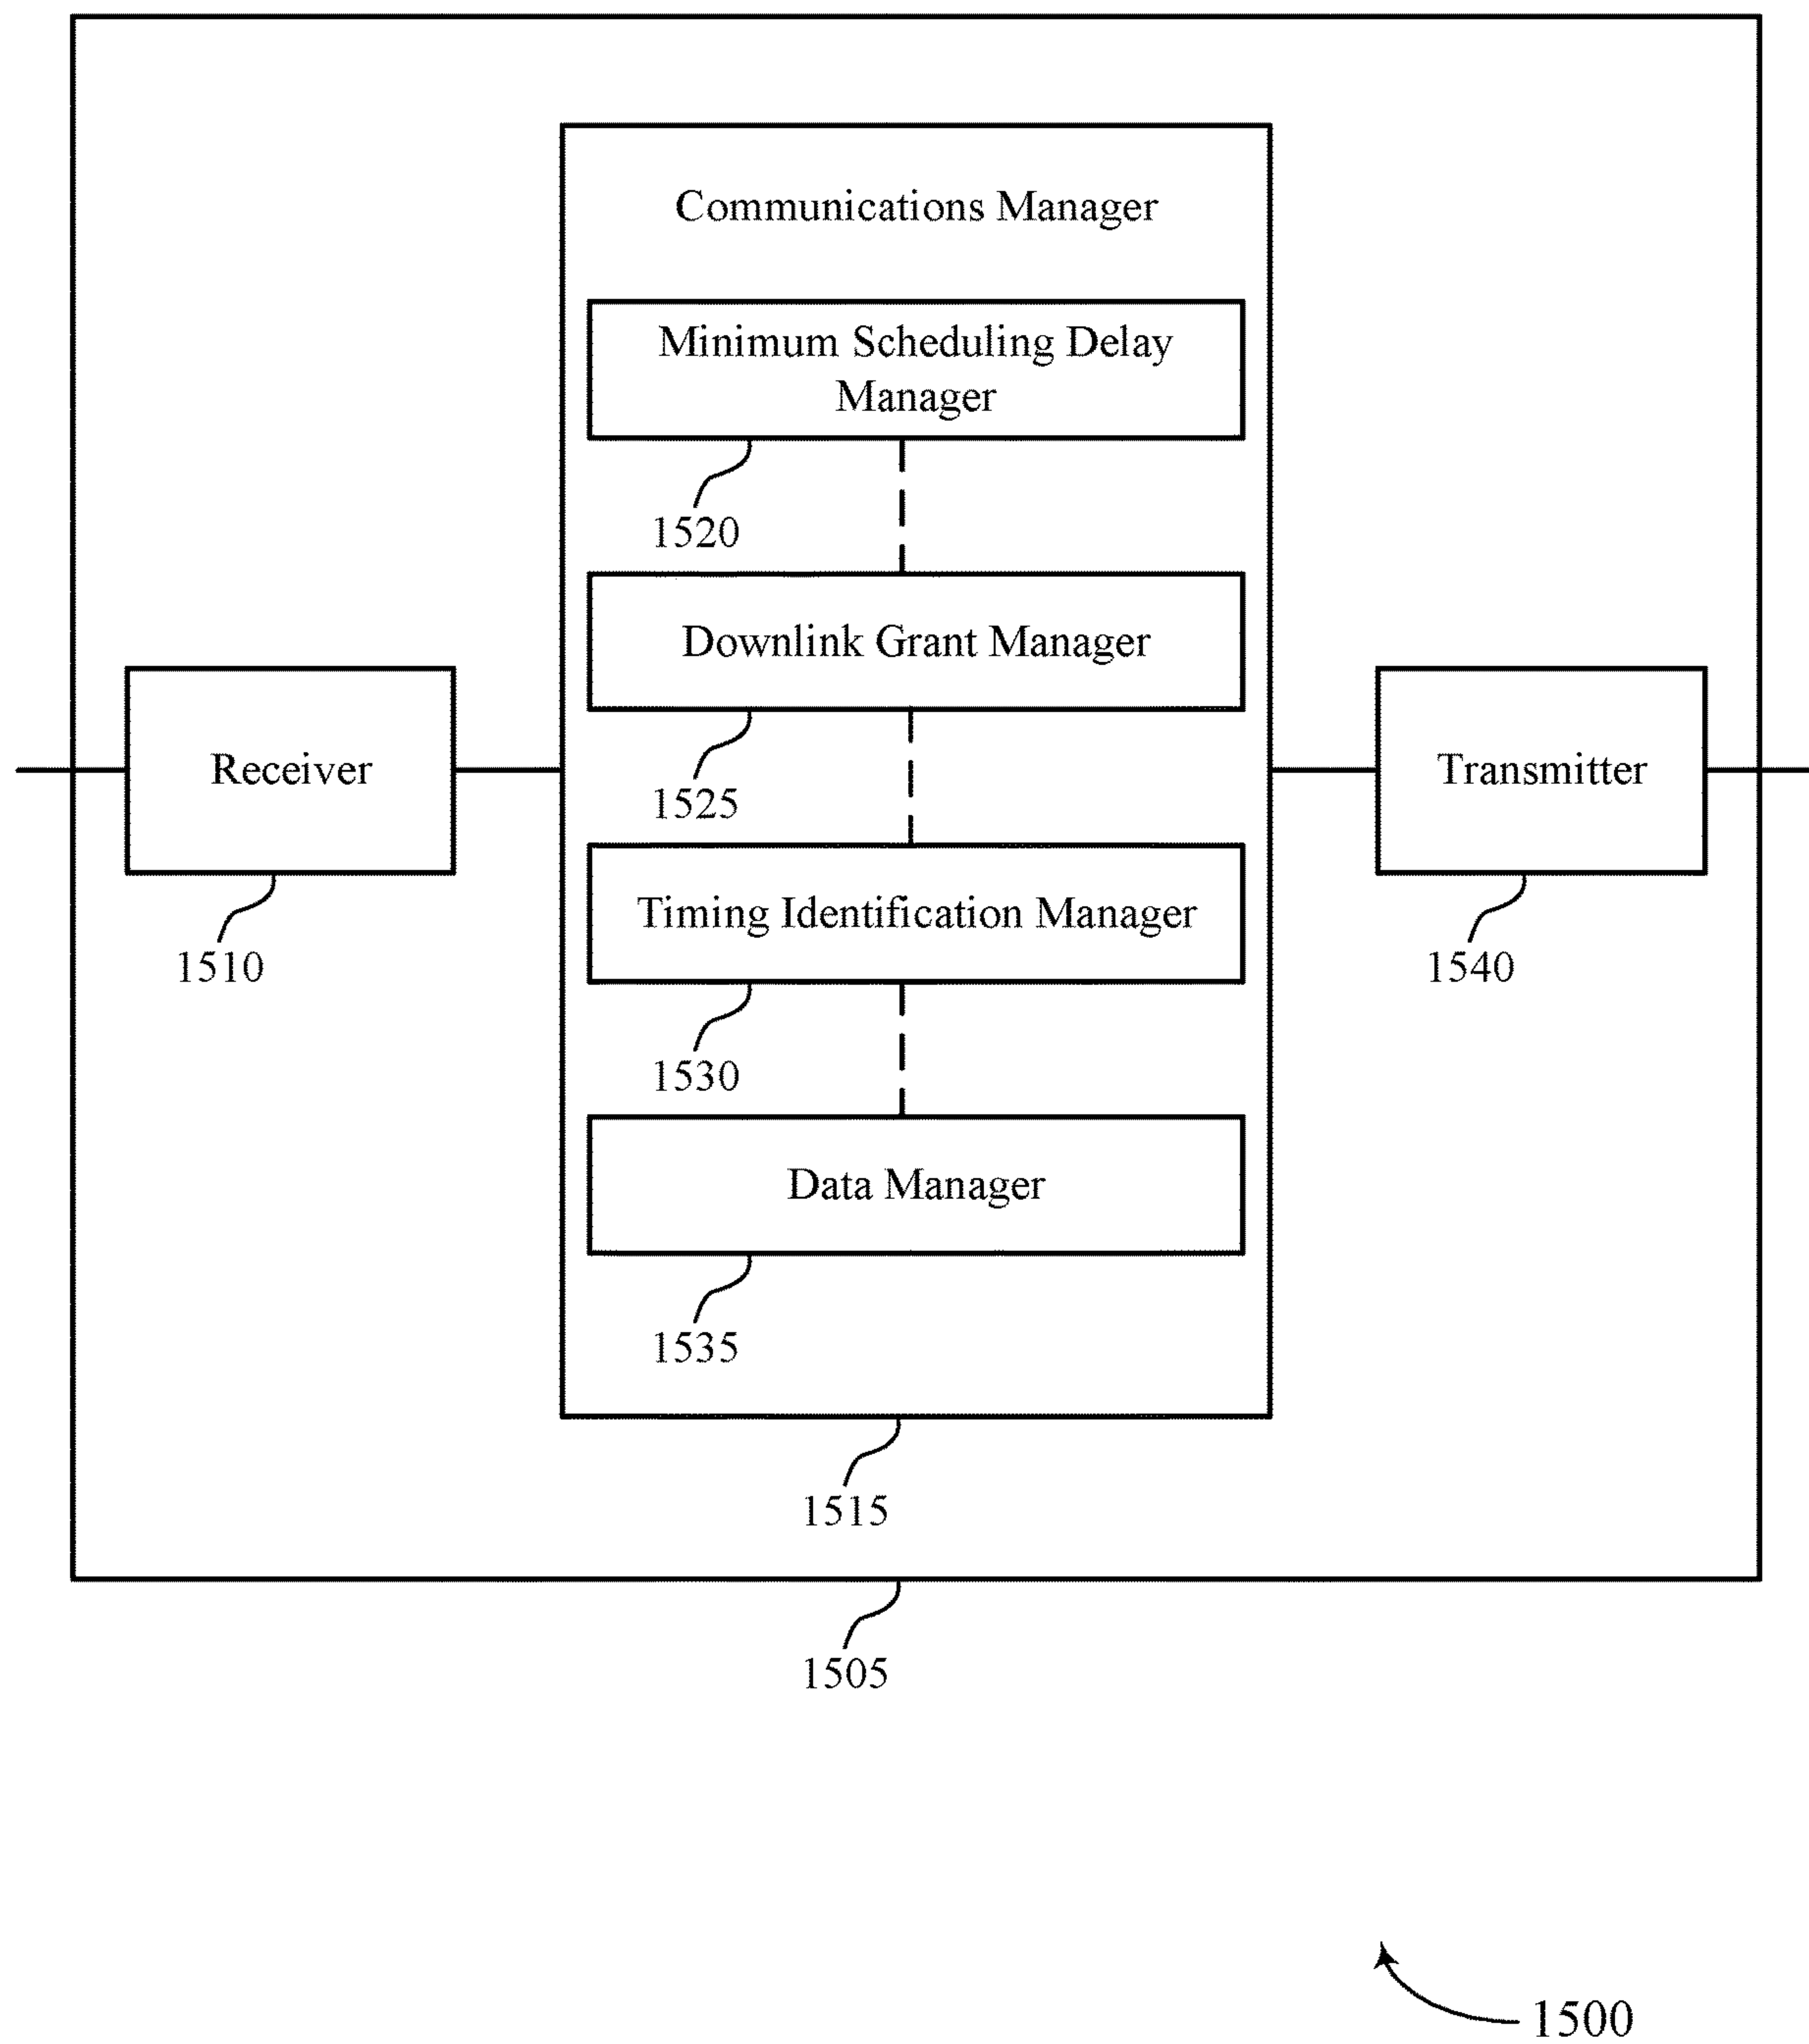 Communications Manager
Minimum Scheduling Delay
Manager
1520
Downlink Grant Manager
1525
Receiver
1510
Transmitter
1540
Timing Identification Manager
1530
Data Manager
1535
1515
1505
1500